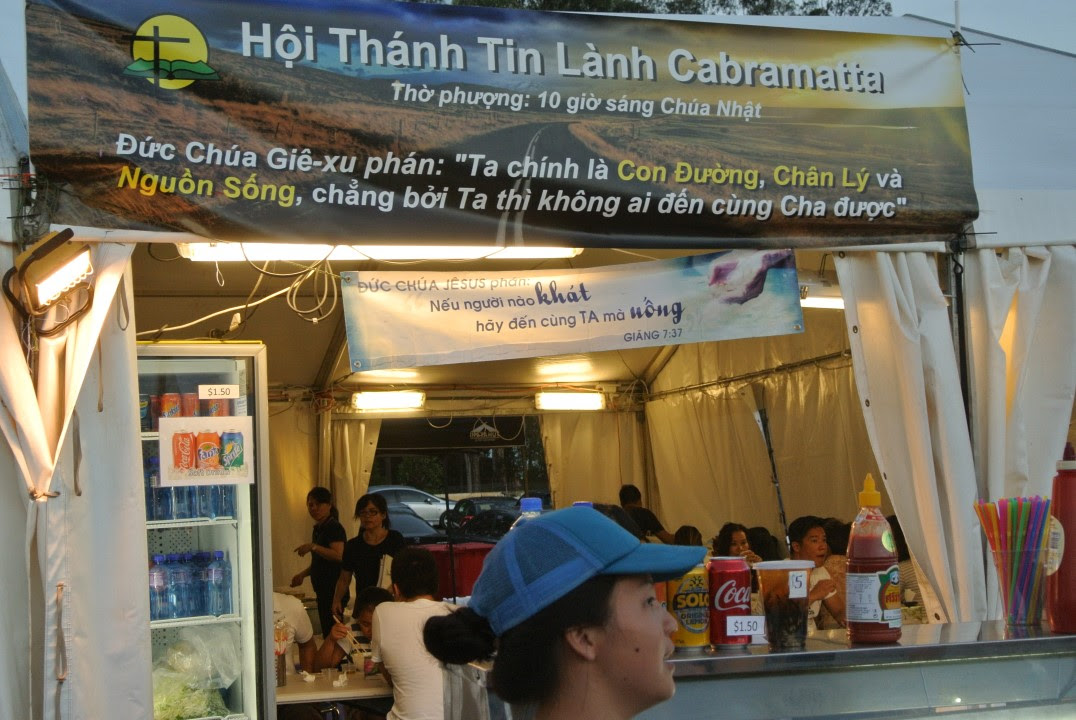 Hội Thánh Tin Lành Cabramatta
Thờ phượng: 10 giờ sáng Chúa Nhật
Đức Chúa Giê-xu phán: "Ta chính là Con Đường, Chân Lý và
Nguồn Sống, chẳng bởi Ta thì không ai đến cùng Cha được"
ĐỨC CHÚA JÊSUS phán:
Nếu người nào khát
hãy đến cùng TA mà uống
GIĂNG 7:37
$1.50
Coca-Cola
Fanta
Sprite
SOLO
Coca
$1.50
$5